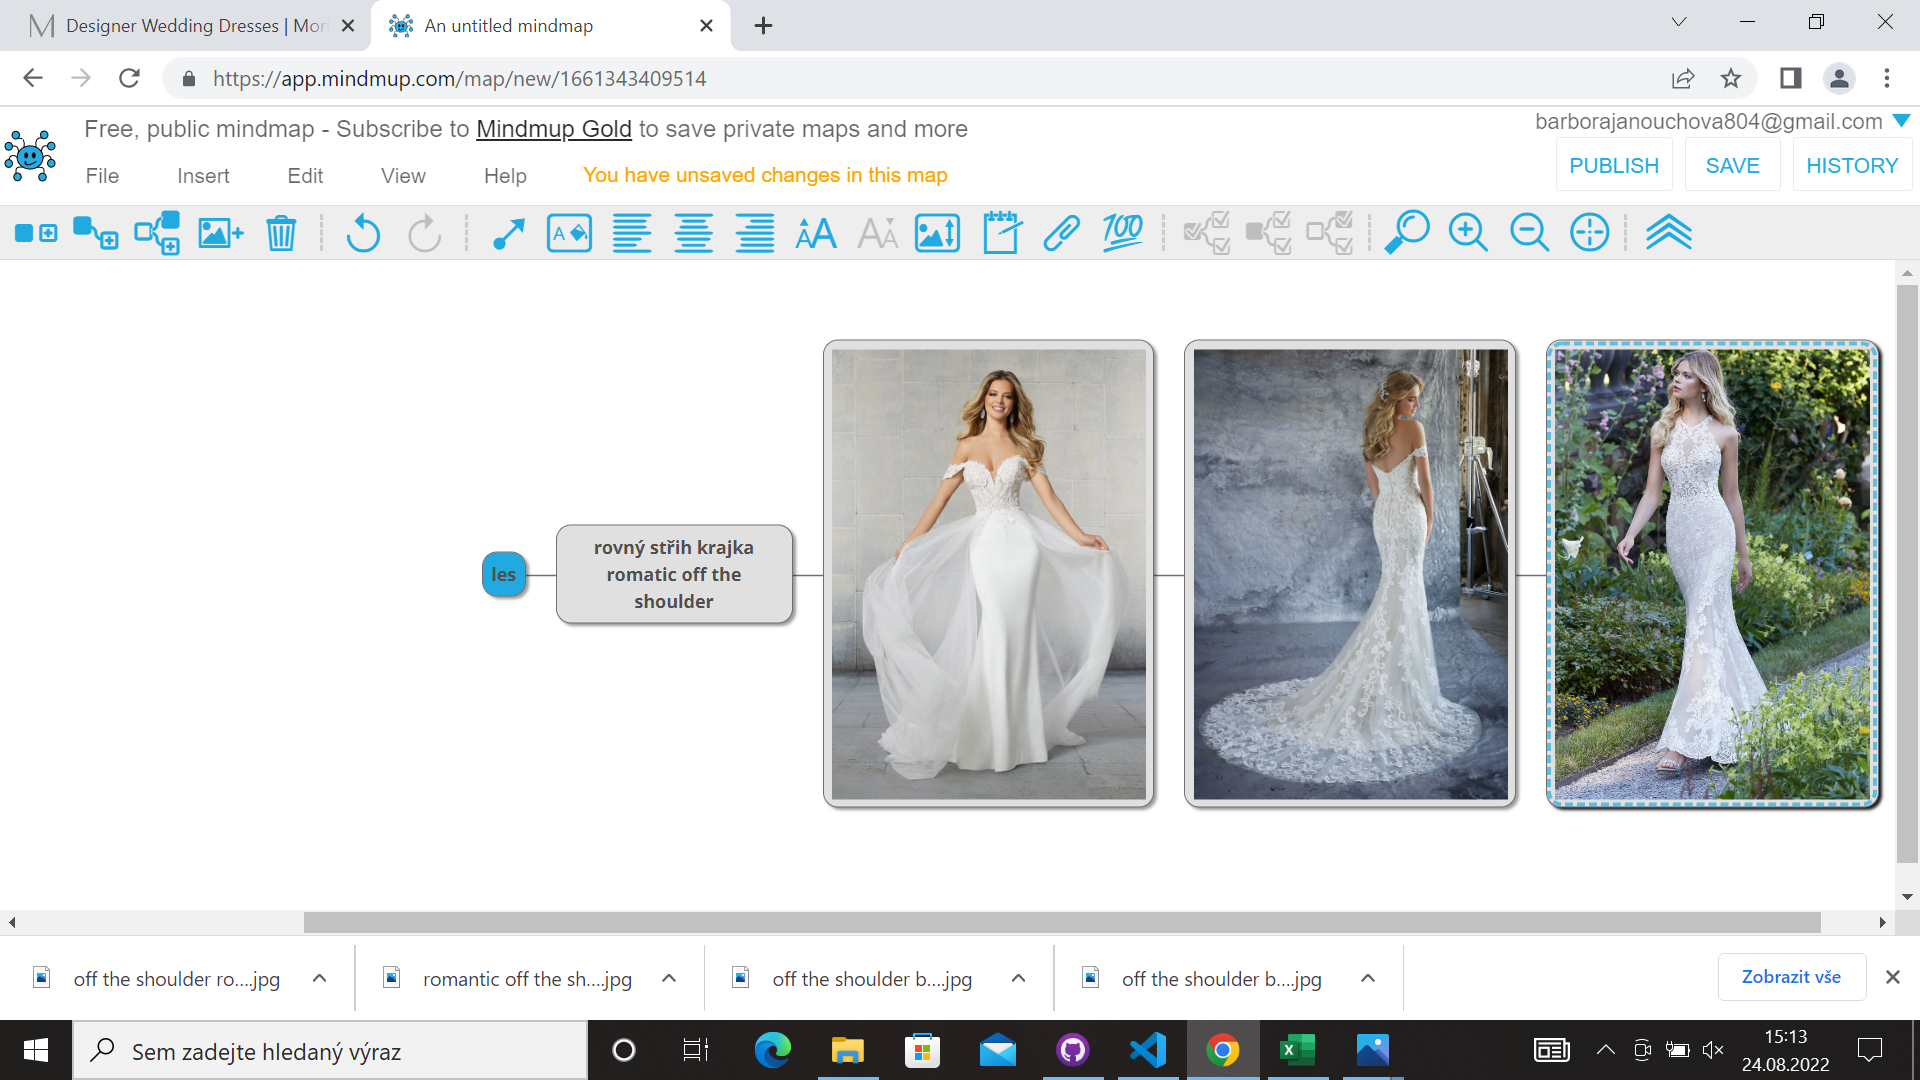 Designer Wedding Dresses | Mori
An untitled mindmap
https://app.mindmup.com/map/new/1661343409514
Free, public mindmap - Subscribe to Mindmup Gold to save private maps and more
barborajanouchova804@gmail.com
File Insert Edit View Help
You have unsaved changes in this map
PUBLISH SAVE HISTORY
A AA AA 100
les
rovný střih krajka
romatic off the
shoulder
off the shoulder ro....jpg
romantic off the sh....jpg
off the shoulder b....jpg
off the shoulder b....jpg
Zobrazit vše
Sem zadejte hledaný výraz
15:13
24.08.2022